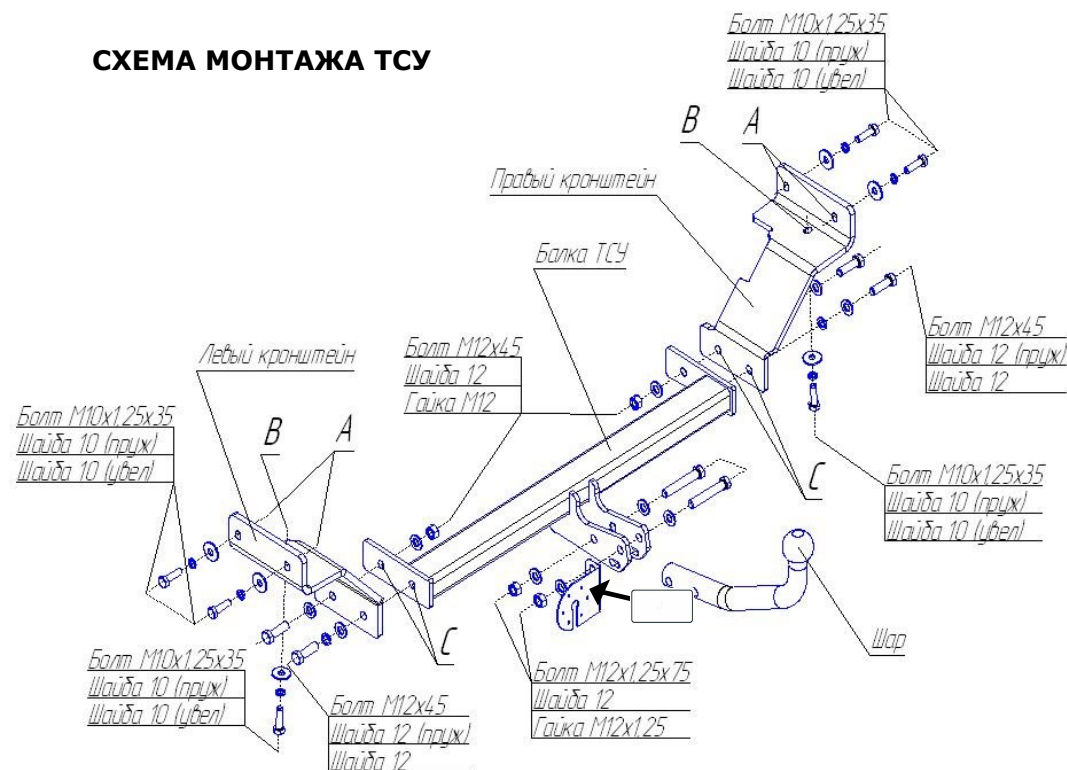 СХЕМА МОНТАЖА ТСУ
Болт М10х1,25х35
Шайба 10 (пруж)
Шайба 10 (увел)
В
А
Правый кронштейн
Балка ТСУ
Болт М12х45
Шайба 12 (пруж)
Шайба 12
Левый кронштейн
Болт М12х45
Шайба 12
Гайка М12
Болт М10х1,25х35
Шайба 10 (пруж)
Шайба 10 (увел)
В
А
С
Болт М10х1,25х35
Шайба 10 (пруж)
Шайба 10 (увел)
С
Шар
Болт М10х1,25х35
Шайба 10 (пруж)
Шайба 10 (увел)
Болт М12х1,25х75
Шайба 12
Гайка М12х1,25
Болт М12х45
Шайба 12 (пруж)
Шайба 12